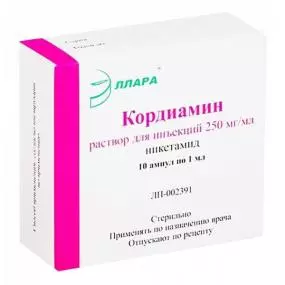 ЭЛЛАРА
Кордиамин
раствор для инъекций 250 мг/мл
никетамид
10 ампул по 1 мл
ЛП-002391
Стерильно
Применять по назначению врача
Отпускают по рецепту